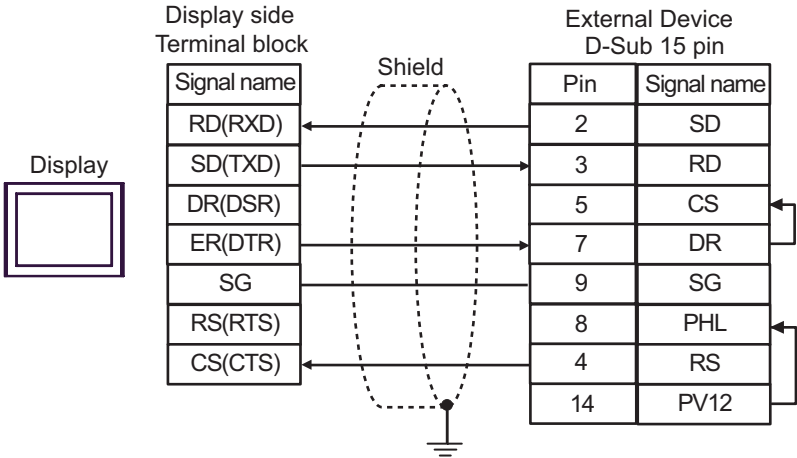 Display side
Terminal block
External Device
D-Sub 15 pin
Shield
Display
Signal name
Pin Signal name
RD(RXD) 2 SD
SD(TXD) 3 RD
DR(DSR) 5 CS
ER(DTR) 7 DR
SG 9 SG
RS(RTS) 8 PHL
CS(CTS) 4 RS
14 PV12